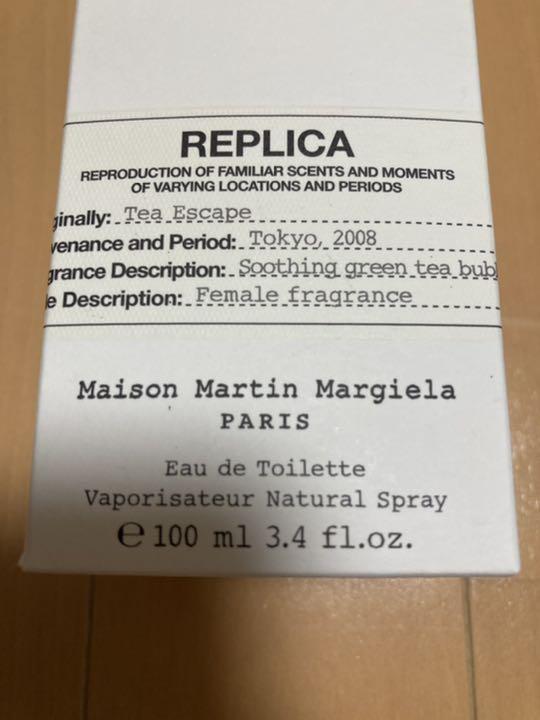 REPLICA
REPRODUCTION OF FAMILIAR SCENTS AND MOMENTS
OF VARYING LOCATIONS AND PERIODS
ginally: Tea Escape
venance and Period: Tokyo, 2008
grance Description: Soothing green tea bub
e Description: Female fragrance
Maison Martin Margiela
PARIS
Eau de Toilette
Vaporisateur Natural Spray
℮ 100 ml 3.4 fl.oz.